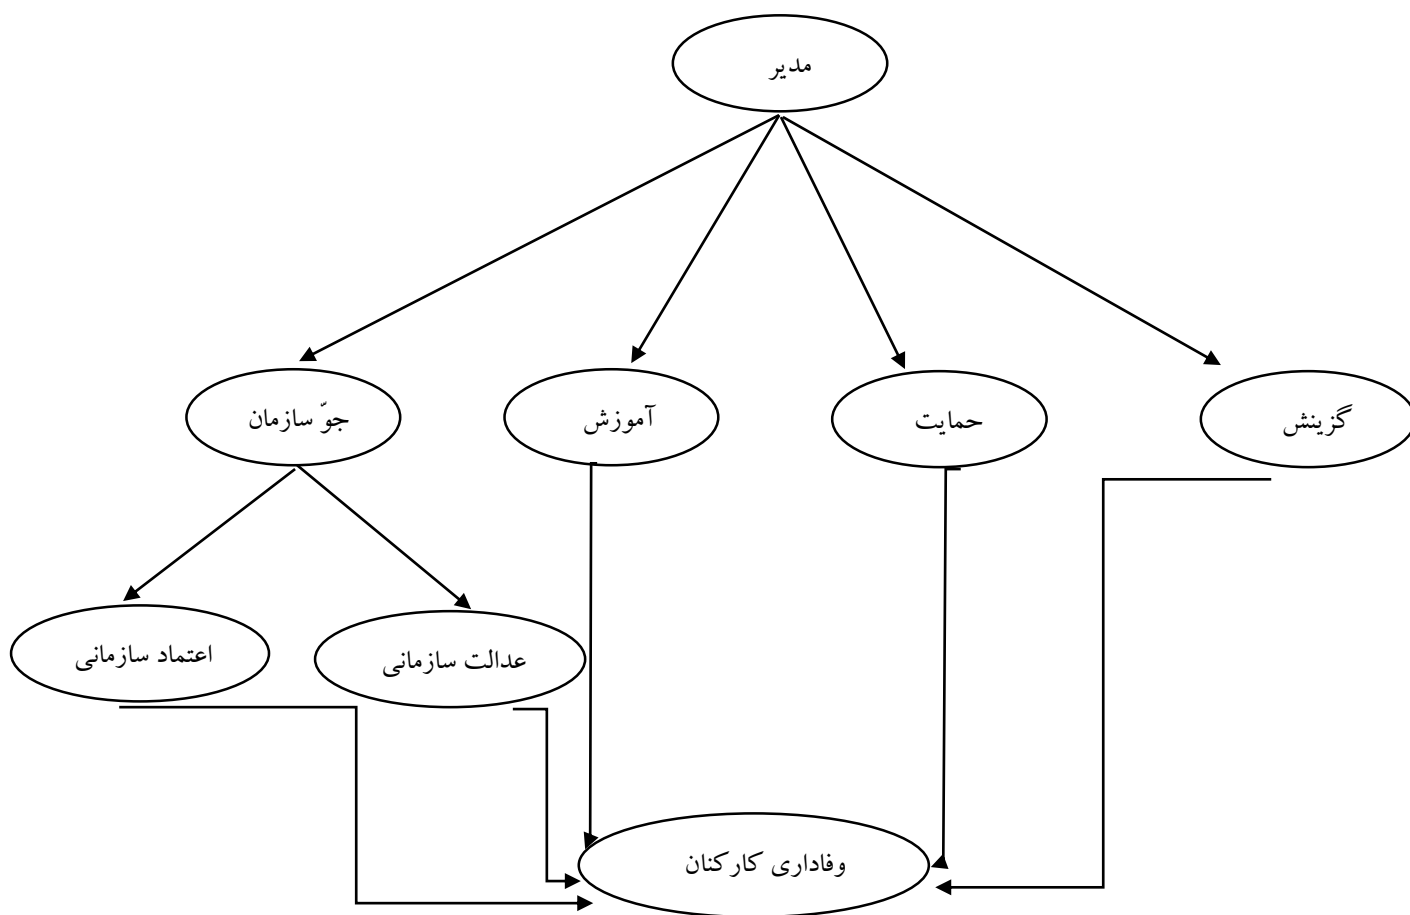 مدیر
گزینش
حمایت
آموزش
جوّ سازمان
عدالت سازمانی
اعتماد سازمانی
وفاداری کارکنان